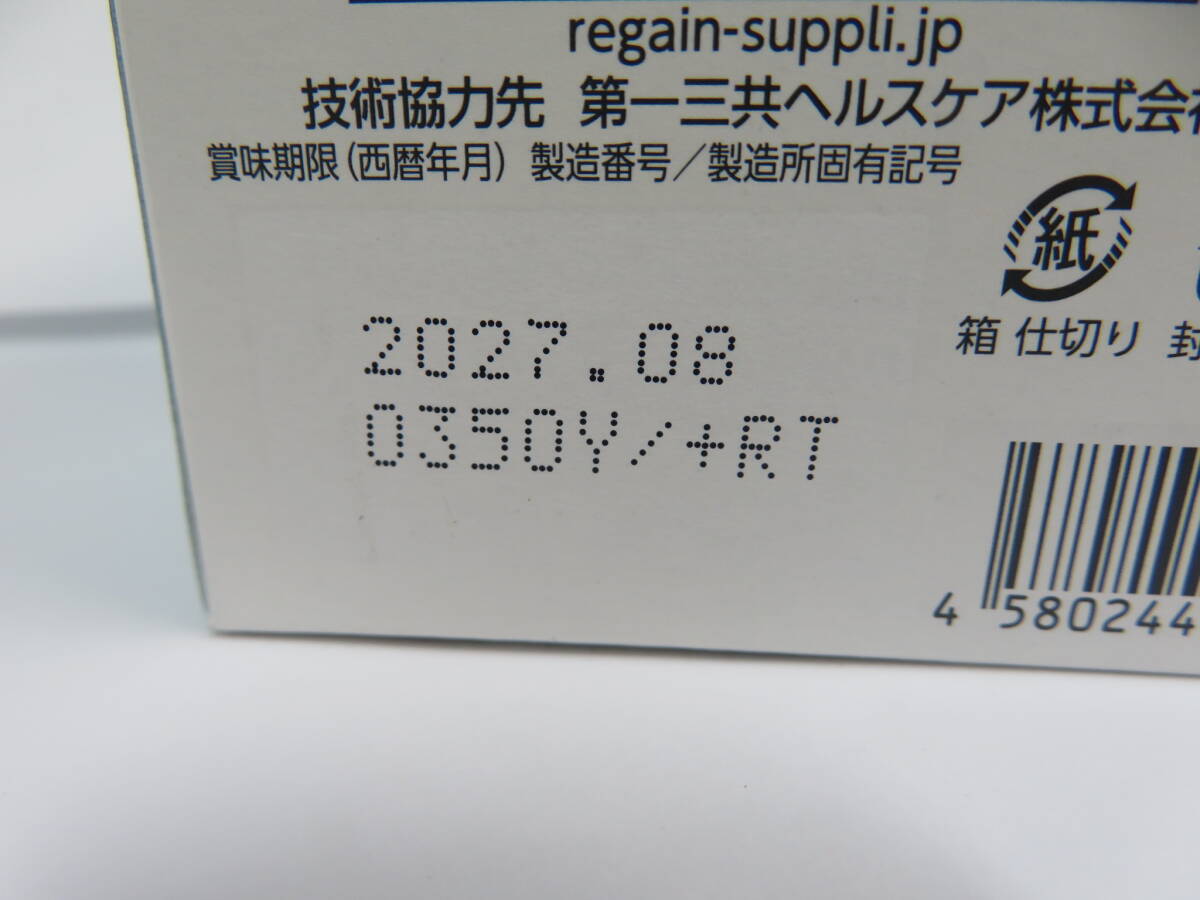 regain-suppli.jp
技術協力先 第一三共ヘルスケア株式会
賞味期限(西暦年月) 製造番号/製造所固有記号
紙
箱 仕切り 封
2027.08
0350Y/+RT
4 580244